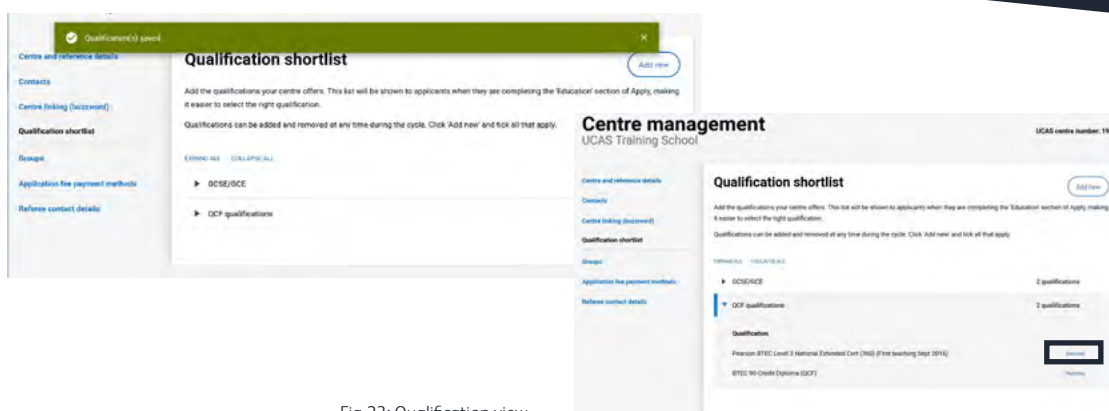 Qualification(s) saved
Centre and reference details
Contacts
Centre linking (buzzword)
Qualification shortlist
Groups
Application fee payment methods
Referee contact details
Qualification shortlist
Add new
Add the qualifications your centre offers. This list will be shown to applicants when they are completing the 'Education' section of Apply, making
it easier to select the right qualification.
Qualifications can be added and removed at any time during the cycle. Click 'Add new' and tick all that apply.
EXPAND ALL COLLAPSE ALL
GCSE/GCE
QCF qualifications
Centre management
UCAS Training School
UCAS centre number: 19
Centre and reference details
Contacts
Centre linking (buzzword)
Qualification shortlist
Groups
Application fee payment methods
Referee contact details
Qualification shortlist
Add new
Add the qualifications your centre offers. This list will be shown to applicants when they are completing the 'Education' section of Apply, making
it easier to select the right qualification.
Qualifications can be added and removed at any time during the cycle. Click 'Add new' and tick all that apply.
EXPAND ALL COLLAPSE ALL
GCSE/GCE 2 qualifications
QCF qualifications 2 qualifications
Qualification
Pearson BTEC Level 3 National Extended Cert (360) (First teaching Sept 2016) Remove
BTEC 90-Credit Diploma (QCF) Remove
Fig 23: Qualification view